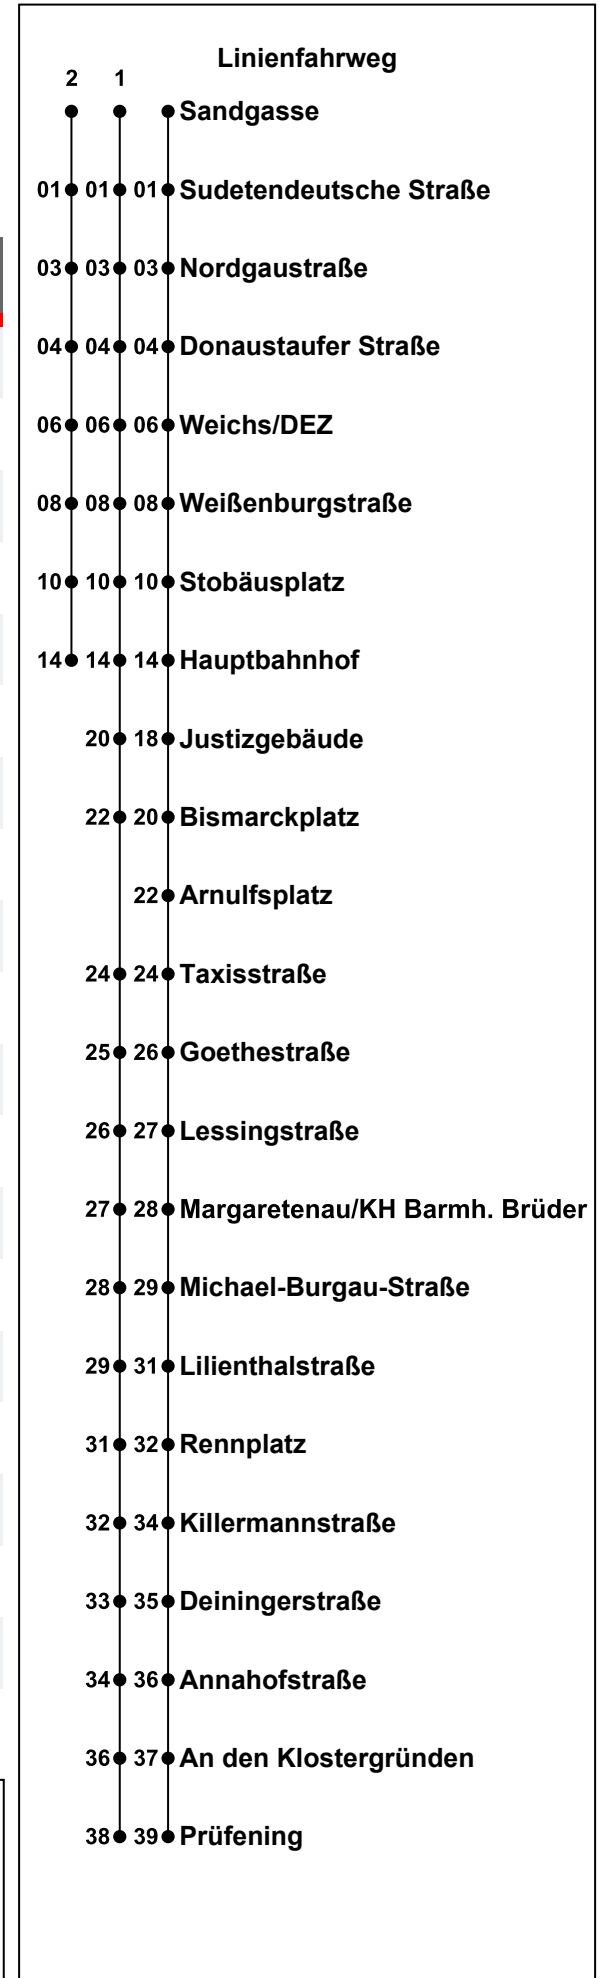 Linienfahrweg
2 1
Sandgasse
01 01 01 Sudetendeutsche Straße
03 03 03 Nordgaustraße
04 04 04 Donaustaufer Straße
06 06 06 Weichs/DEZ
08 08 08 Weißenburgstraße
10 10 10 Stobäusplatz
14 14 14 Hauptbahnhof
20 18 Justizgebäude
22 20 Bismarckplatz
22 Arnulfsplatz
24 24 Taxisstraße
25 26 Goethestraße
26 27 Lessingstraße
27 28 Margaretenau/KH Barmh. Brüder
28 29 Michael-Burgau-Straße
29 31 Lilienthalstraße
31 32 Rennplatz
32 34 Killermannstraße
33 35 Deiningerstraße
34 36 Annahofstraße
36 37 An den Klostergründen
38 39 Prüfening